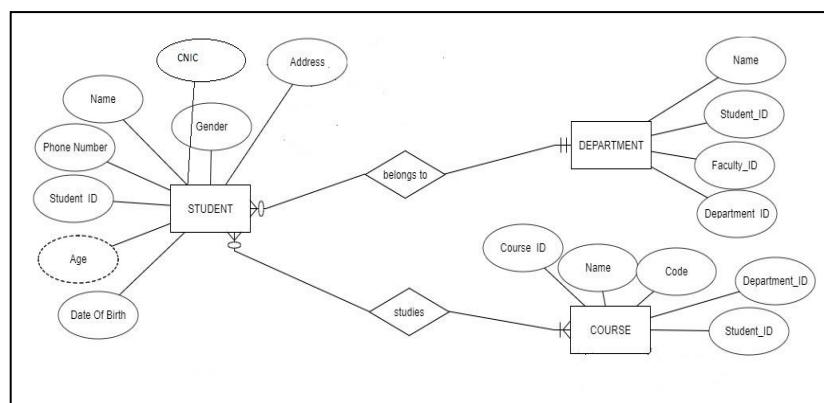 CNIC
Address
Name
Gender
Phone Number
Student ID
STUDENT
Age
Date Of Birth
belongs to
Name
Student_ID
DEPARTMENT
Faculty_ID
Department ID
studies
Course ID
Name
Code
Department_ID
COURSE
Student_ID